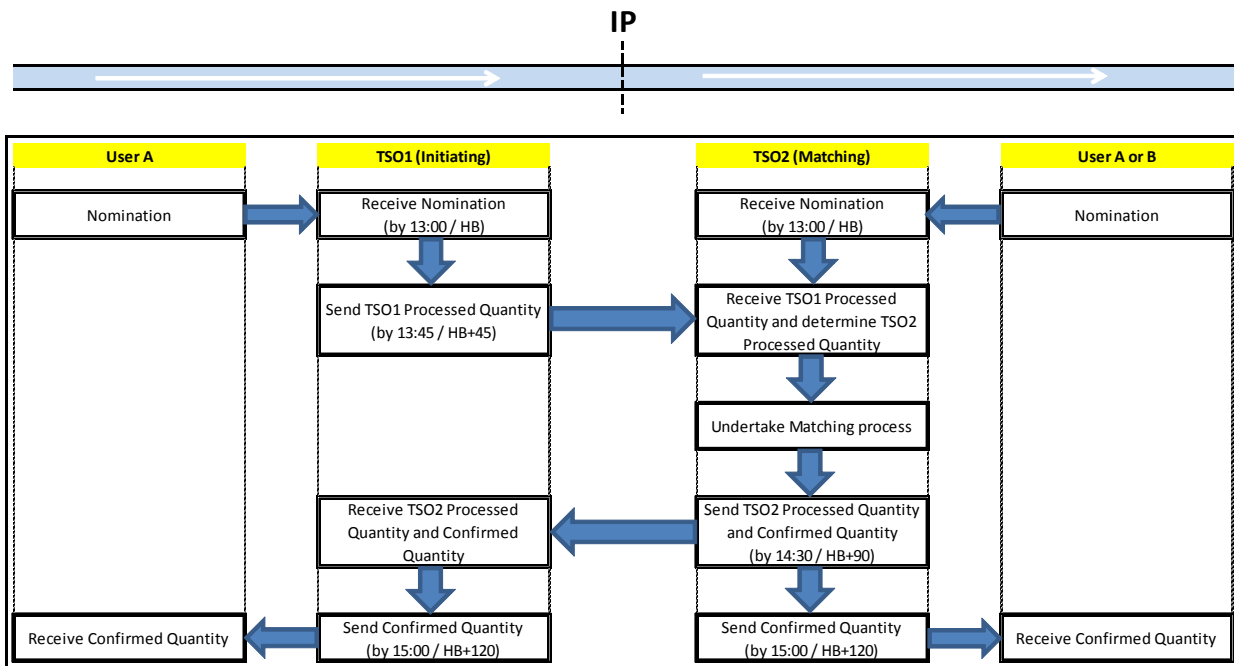 IP
User A
TSO1 (Initiating)
TSO2 (Matching)
User A or B
Nomination
Receive Nomination
(by 13:00 / HB)
Receive Nomination
(by 13:00 / HB)
Nomination
Send TSO1 Processed Quantity
(by 13:45 / HB+45)
Receive TSO1 Processed
Quantity and determine TSO2
Processed Quantity
Undertake Matching process
Receive TSO2 Processed
Quantity and Confirmed
Quantity
Send TSO2 Processed Quantity
and Confirmed Quantity
(by 14:30 / HB+90)
Receive Confirmed Quantity
Send Confirmed Quantity
(by 15:00 / HB+120)
Send Confirmed Quantity
(by 15:00 / HB+120)
Receive Confirmed Quantity